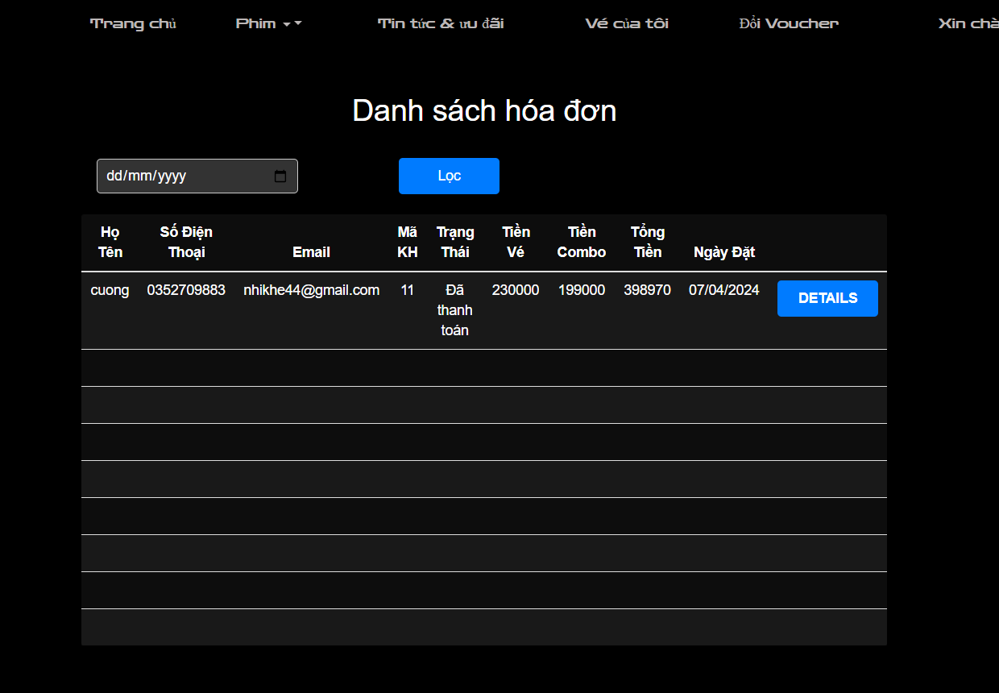 Trang chủ Phim Tin tức & ưu đãi Vé của tôi Đổi Voucher Xin chà
Danh sách hóa đơn
dd/mm/yyyy Lọc
Họ Tên Số Điện Thoại Email Mã KH Trạng Thái Tiền Vé Tiền Combo Tổng Tiền Ngày Đặt
cuong 0352709883 nhikhe44@gmail.com 11 Đã thanh toán 230000 199000 398970 07/04/2024 DETAILS